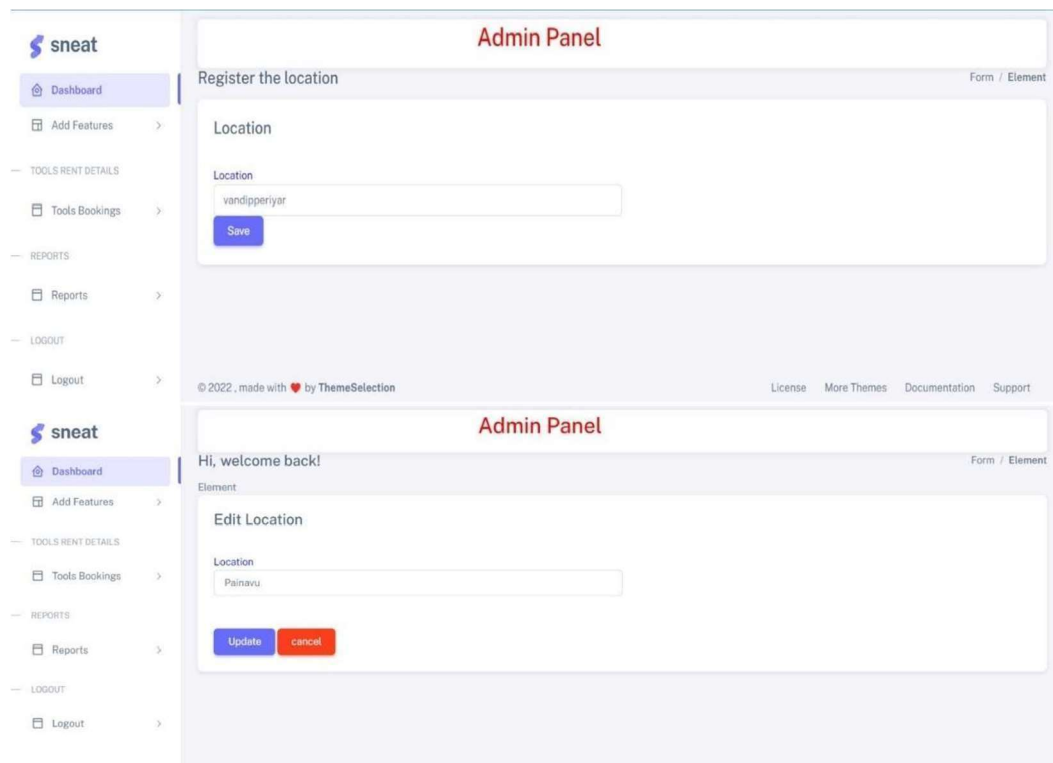 sneat
Admin Panel
Register the location
Form / Element
Dashboard
Add Features
Location
TOOLS RENT DETAILS
Location
vandipperiyar
Tools Bookings
Save
REPORTS
Reports
LOGOUT
Logout
© 2022 , made with ❤ by ThemeSelection
License More Themes Documentation Support
sneat
Admin Panel
Hi, welcome back!
Form / Element
Dashboard
Element
Add Features
Edit Location
TOOLS RENT DETAILS
Location
Tools Bookings
Painavu
REPORTS
Update cancel
Reports
LOGOUT
Logout